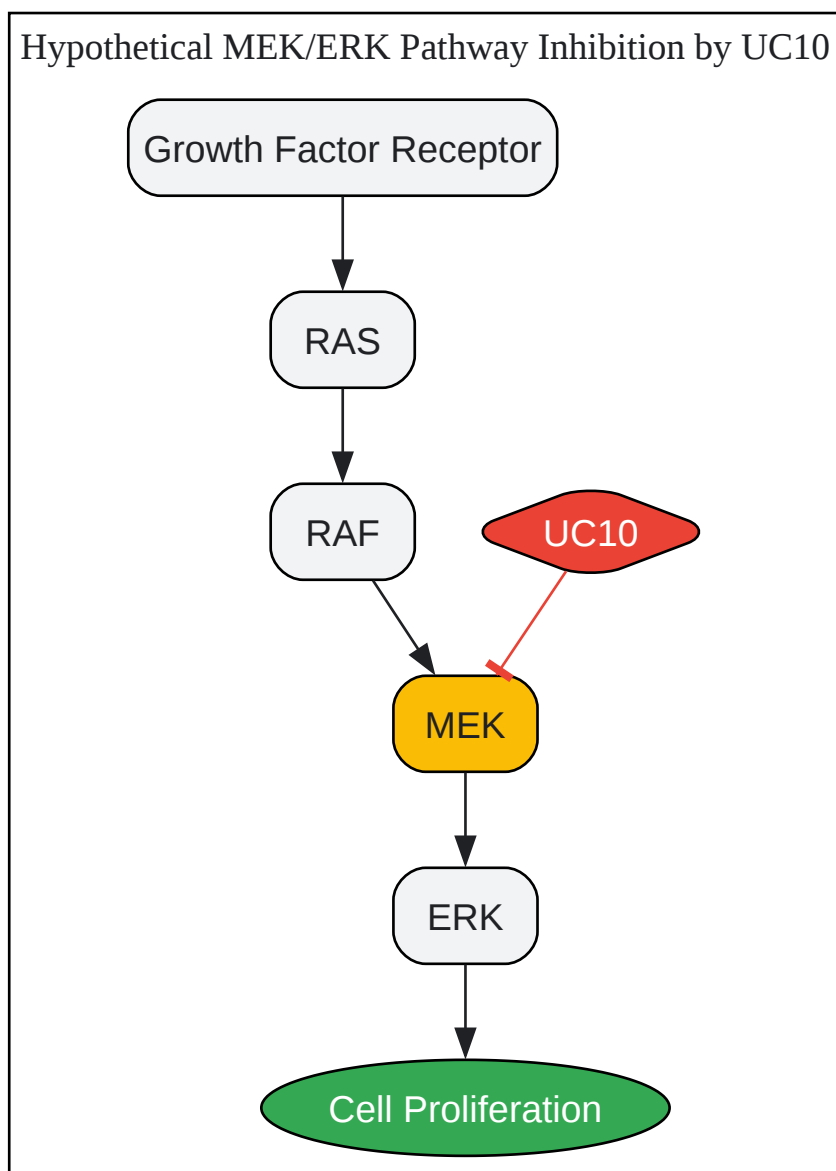 Hypothetical MEK/ERK Pathway Inhibition by UC10
Growth Factor Receptor
RAS
RAF
UC10
MEK
ERK
Cell Proliferation